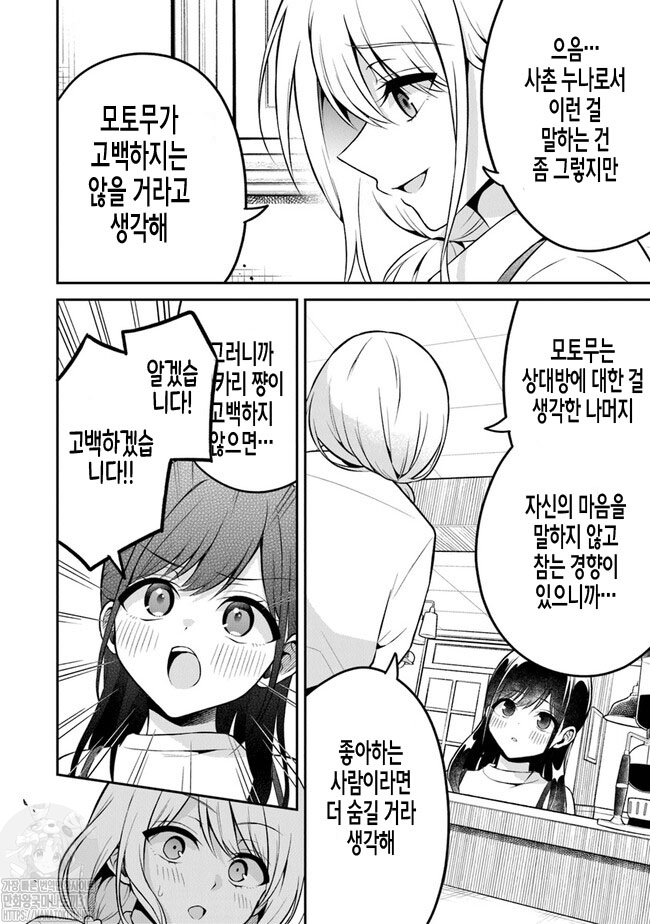 으음…
사촌 누나로서
이런 걸
말하는 건
좀 그렇지만
모토무가
고백하지는
않을 거라고
생각해
모토무는
상대방에 대한 걸
생각한 나머지
자신의 마음을
말하지 않고
참는 경향이
있으니까…
좋아하는
사람이라면
더 숨길 거라
생각해
그러니까
카리 쨩이
고백하지
않으면…
알겠습
니다!
고백하겠습
니다!!